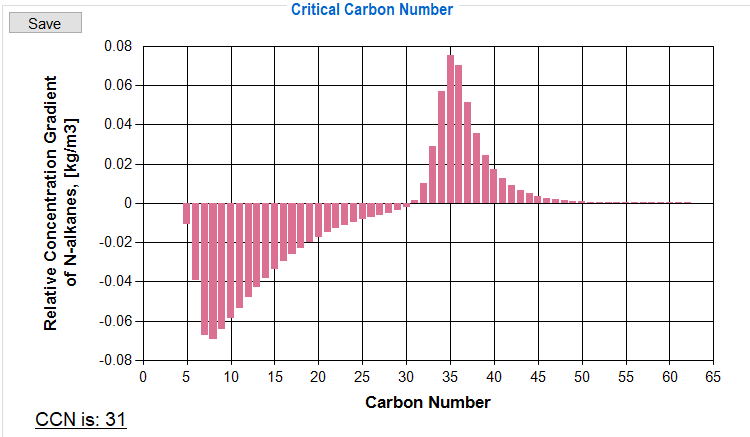 Critical Carbon Number
Save
Relative Concentration Gradient
of N-alkanes, [kg/m3]
0.08
0.06
0.04
0.02
0
-0.02
-0.04
-0.06
-0.08
0 5 10 15 20 25 30 35 40 45 50 55 60 65
Carbon Number
CCN is: 31